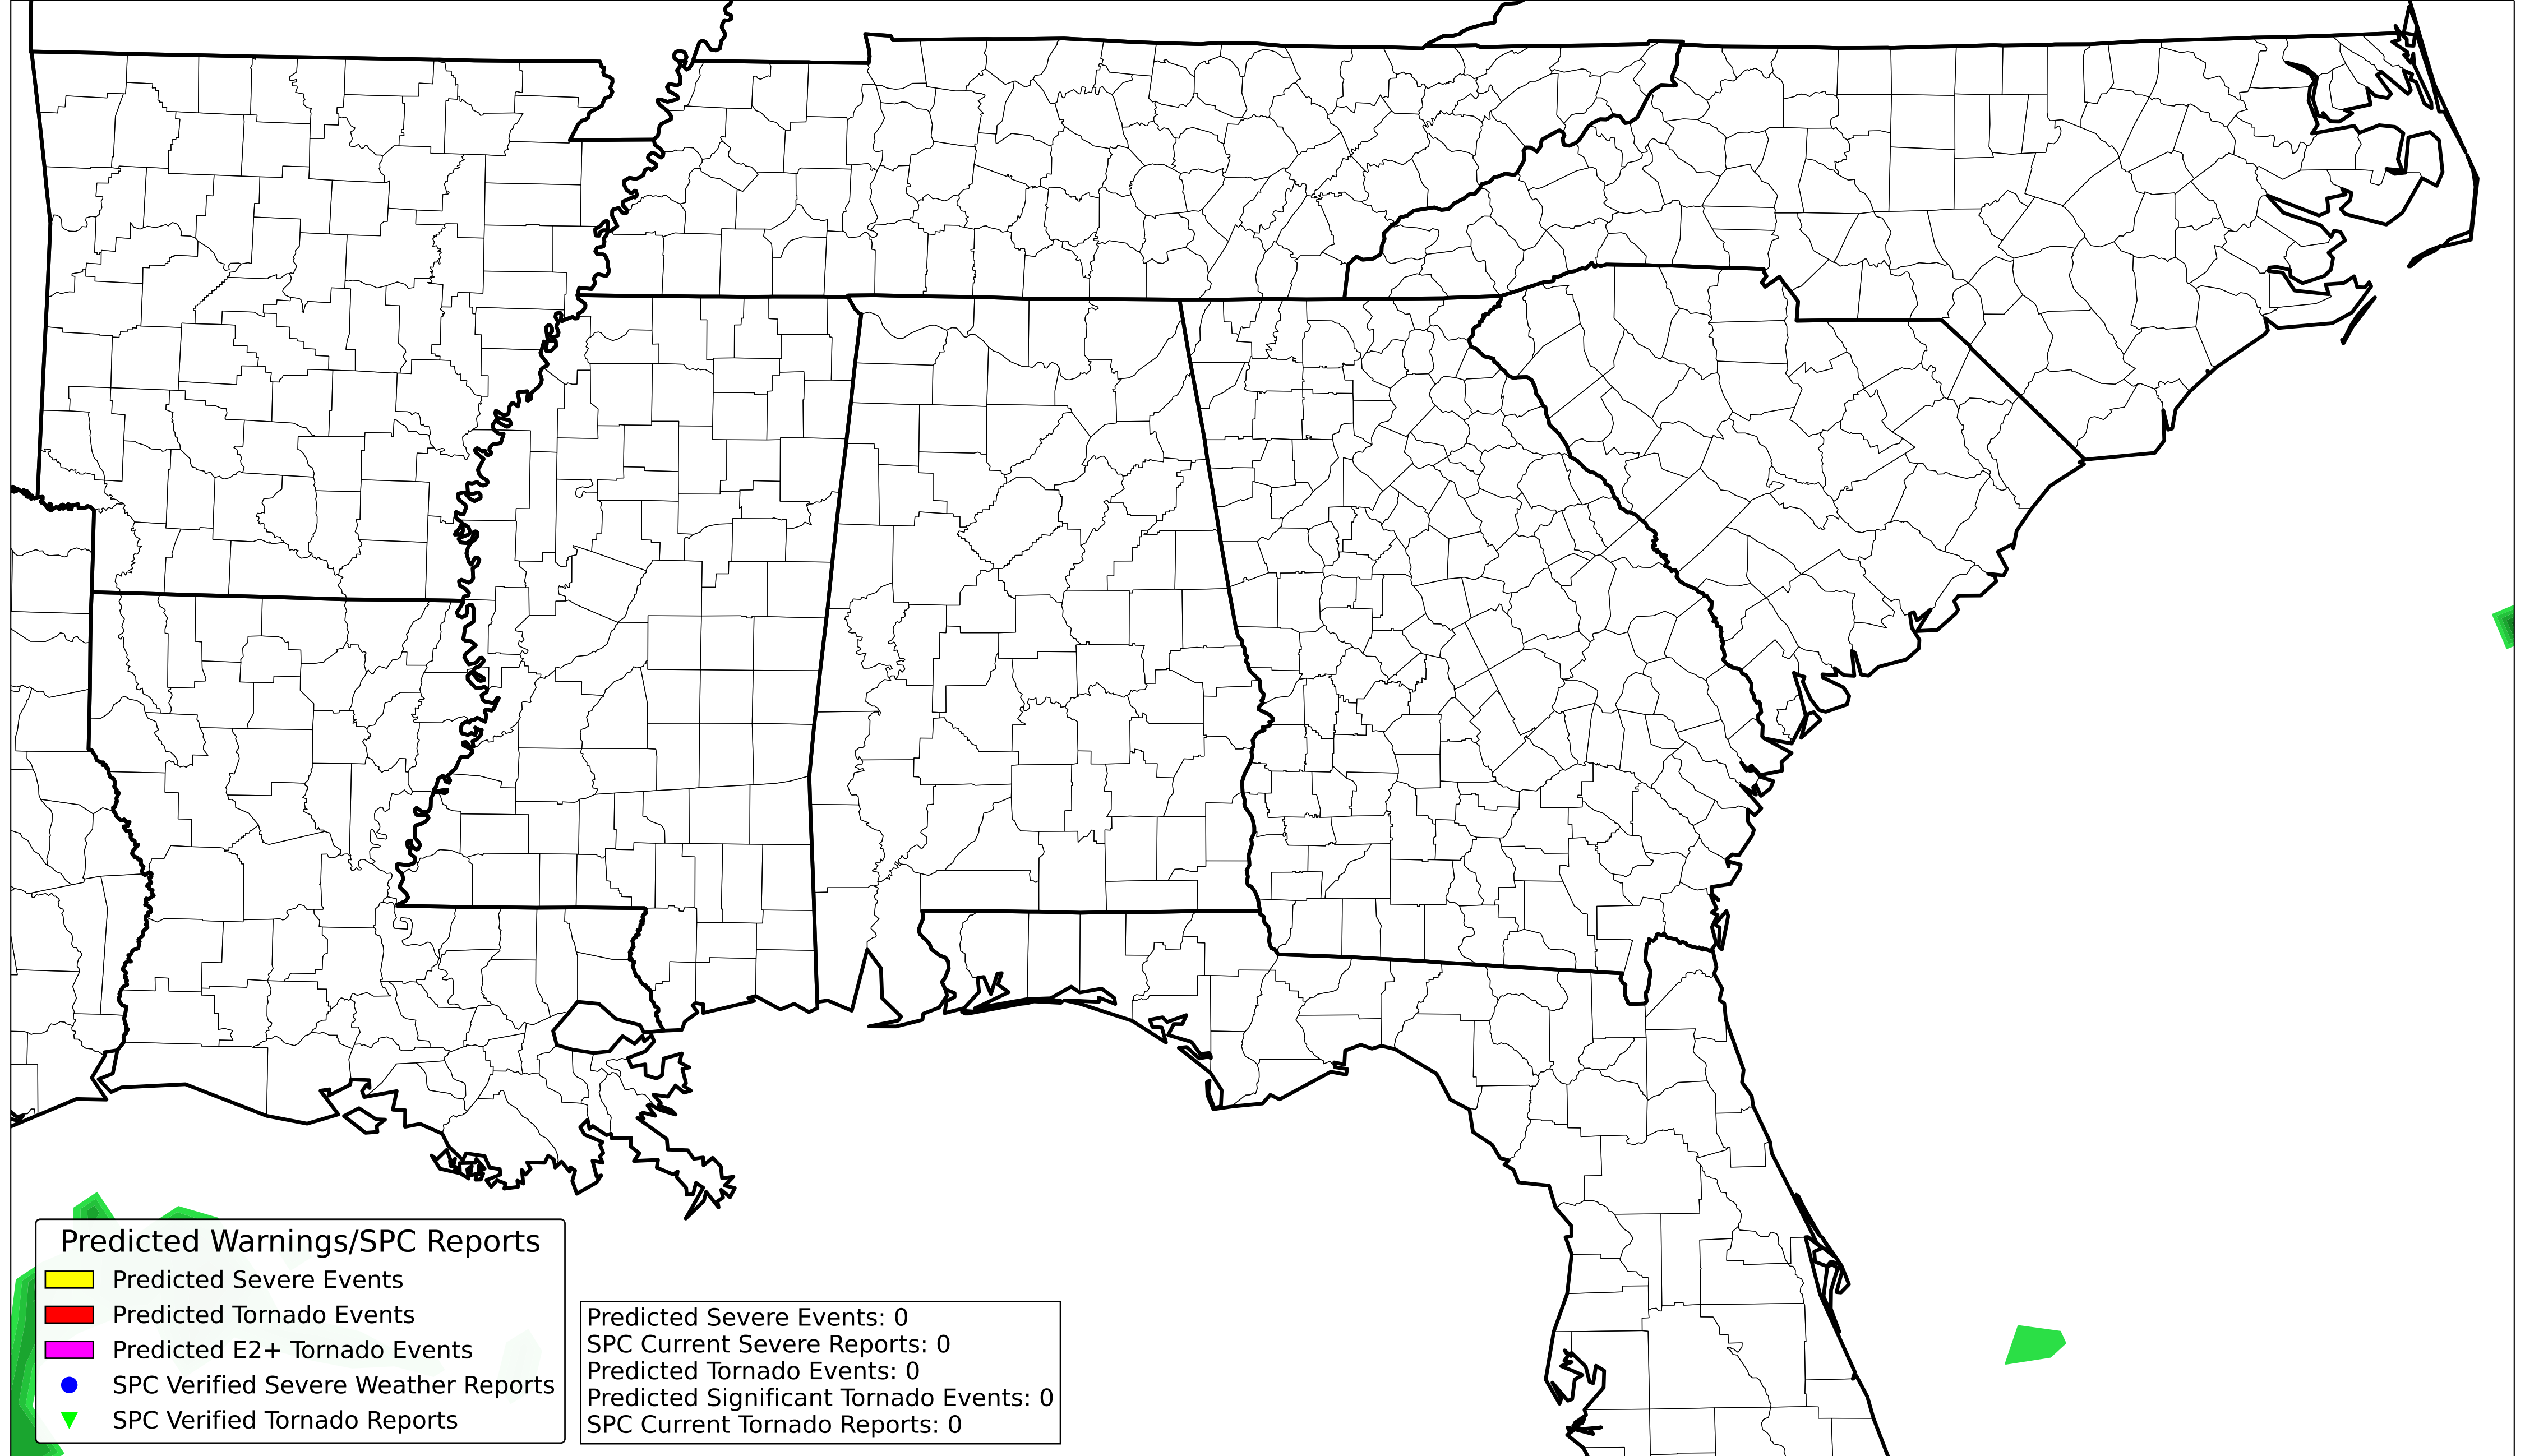 Predicted Warnings/SPC Reports
Predicted Severe Events
Predicted Tornado Events
Predicted E2+ Tornado Events
SPC Verified Severe Weather Reports
SPC Verified Tornado Reports
Predicted Severe Events: 0
SPC Current Severe Reports: 0
Predicted Tornado Events: 0
Predicted Significant Tornado Events: 0
SPC Current Tornado Reports: 0